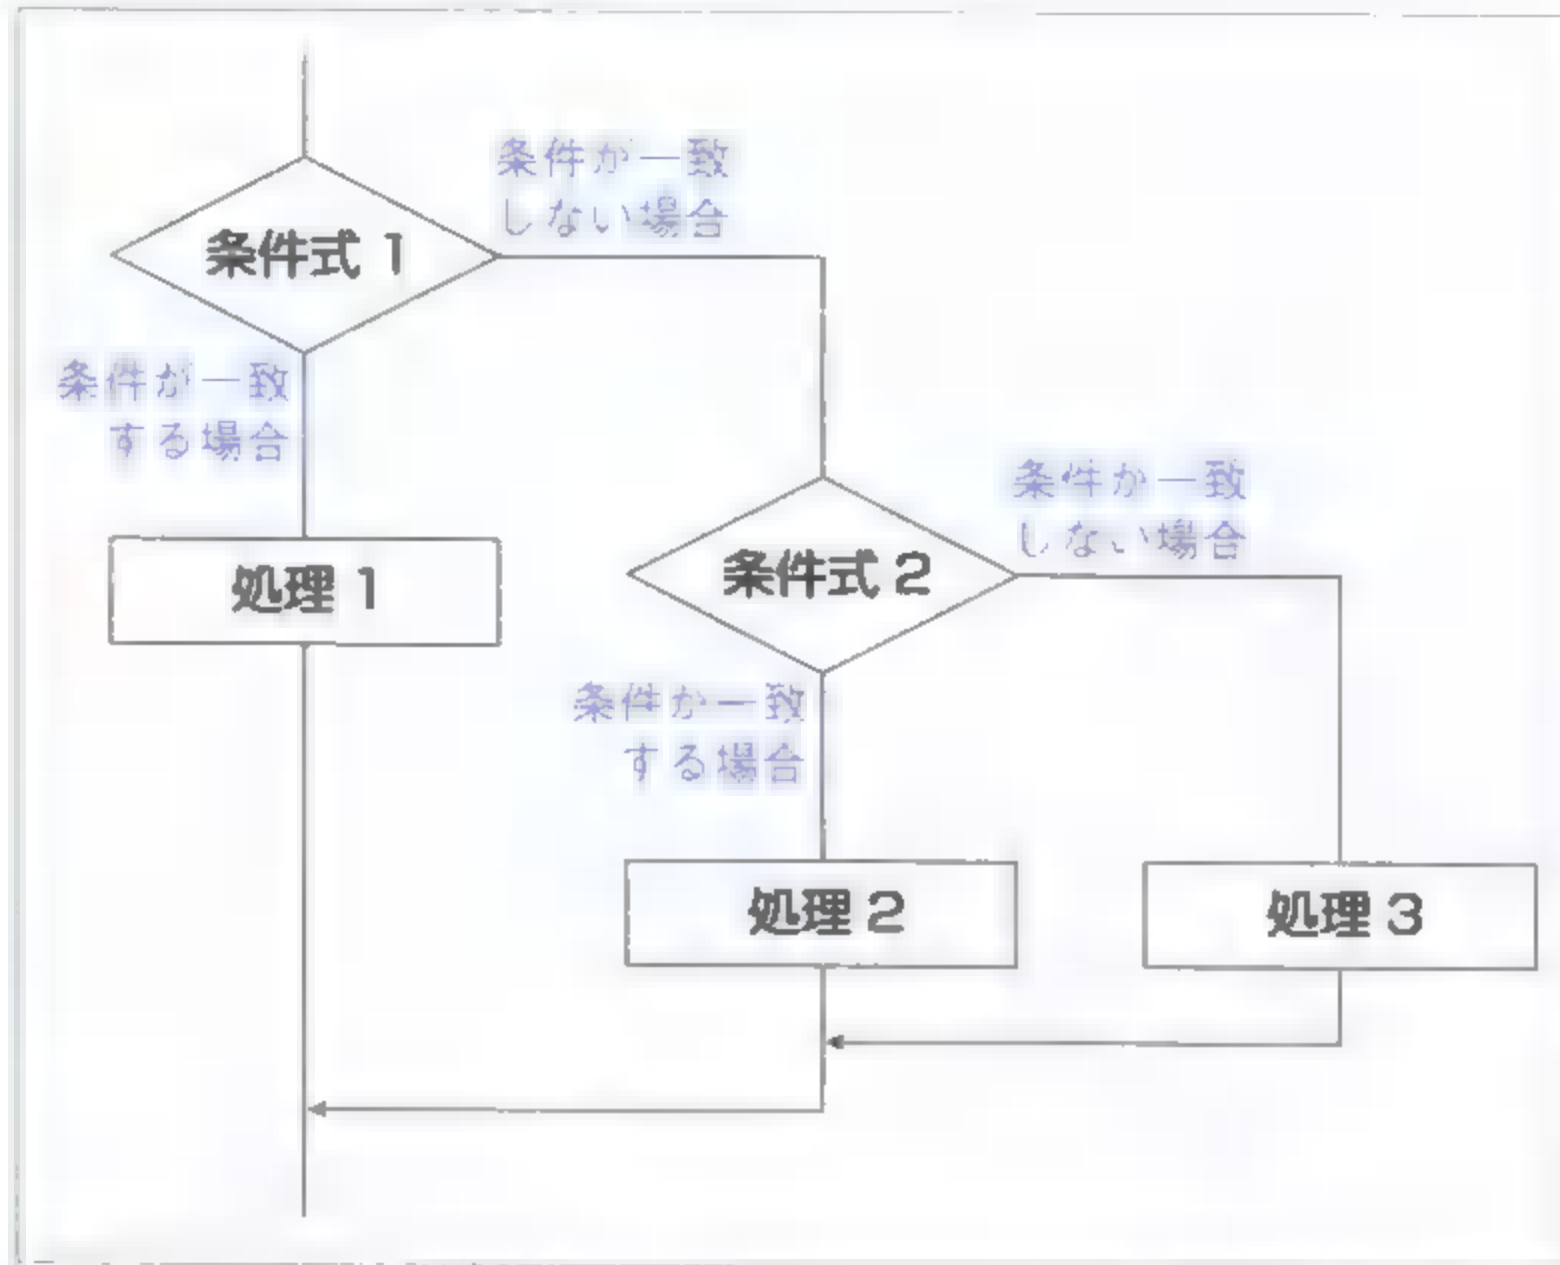 条件が一致
しない場合
条件式 1
条件が一致
する場合
条件が一致
しない場合
処理 1
条件式 2
条件が一致
する場合
処理 2
処理 3